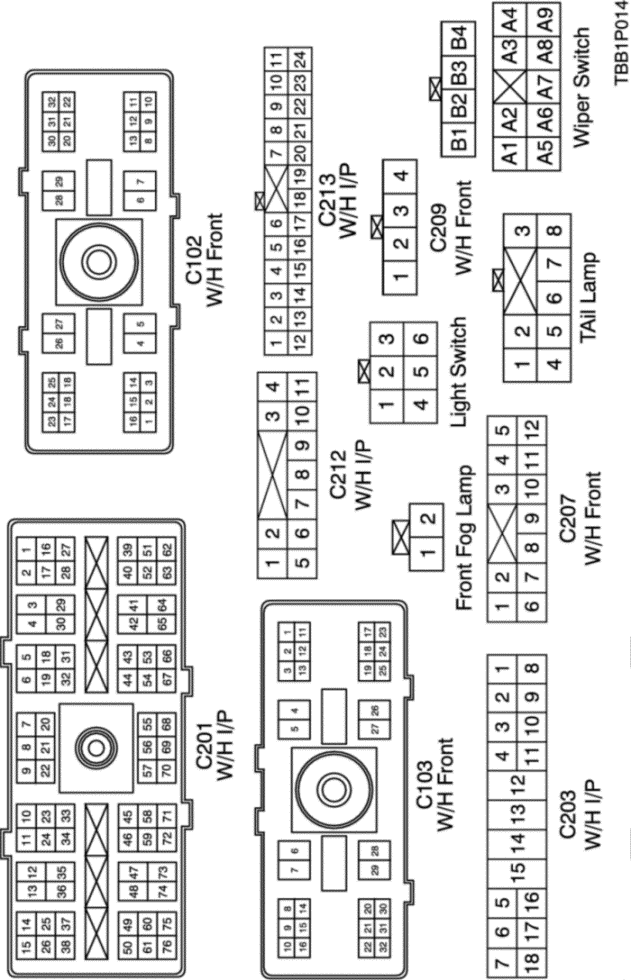 15 14 13 12 11 10 9 8 7 6 5 4 3 2 1
26 25 36 35 24 23 22 21 20 19 18 30 29 17 16
38 37 34 33 32 31 28 27
50 49 48 47 46 45 57 56 55 44 43 42 41 40 39
61 60 74 73 59 58 70 69 68 54 53 65 64 52 51
76 75 72 71 67 66 63 62
C201
W/H I/P
23 24 25 26 27 28 29 30 31 32
17 18 18 20 21 22
16 15 14 4 5 6 7 13 12 11
1 2 3 8 9 10
C102
W/H Front
10 9 8 7 6 5 4 3 2 1
16 15 14 13 12 11
22 21 20 29 28 27 26 19 18 17
32 31 30 25 24 23
C103
W/H Front
1 2 3 4
5 6 7 8 9 10 11
C212
W/H I/P
1 2 3 4 5 6 7 8 9 10 11
12 13 14 15 16 17 18 19 20 21 22 23 24
C213
W/H I/P
1 2
Front Fog Lamp
1 2 3
4 5 6
Light Switch
1 2 3 4
C209
W/H Front
B1 B2 B3 B4
A1 A2 A3 A4
A5 A6 A7 A8 A9
Wiper Switch
7 6 5 15 14 13 12 4 3 2 1
18 17 16 11 10 9 8
C203
W/H I/P
1 2 3 4 5
6 7 8 9 10 11 12
C207
W/H Front
1 2 3
4 5 6 7 8
TAil Lamp
TBB1P014